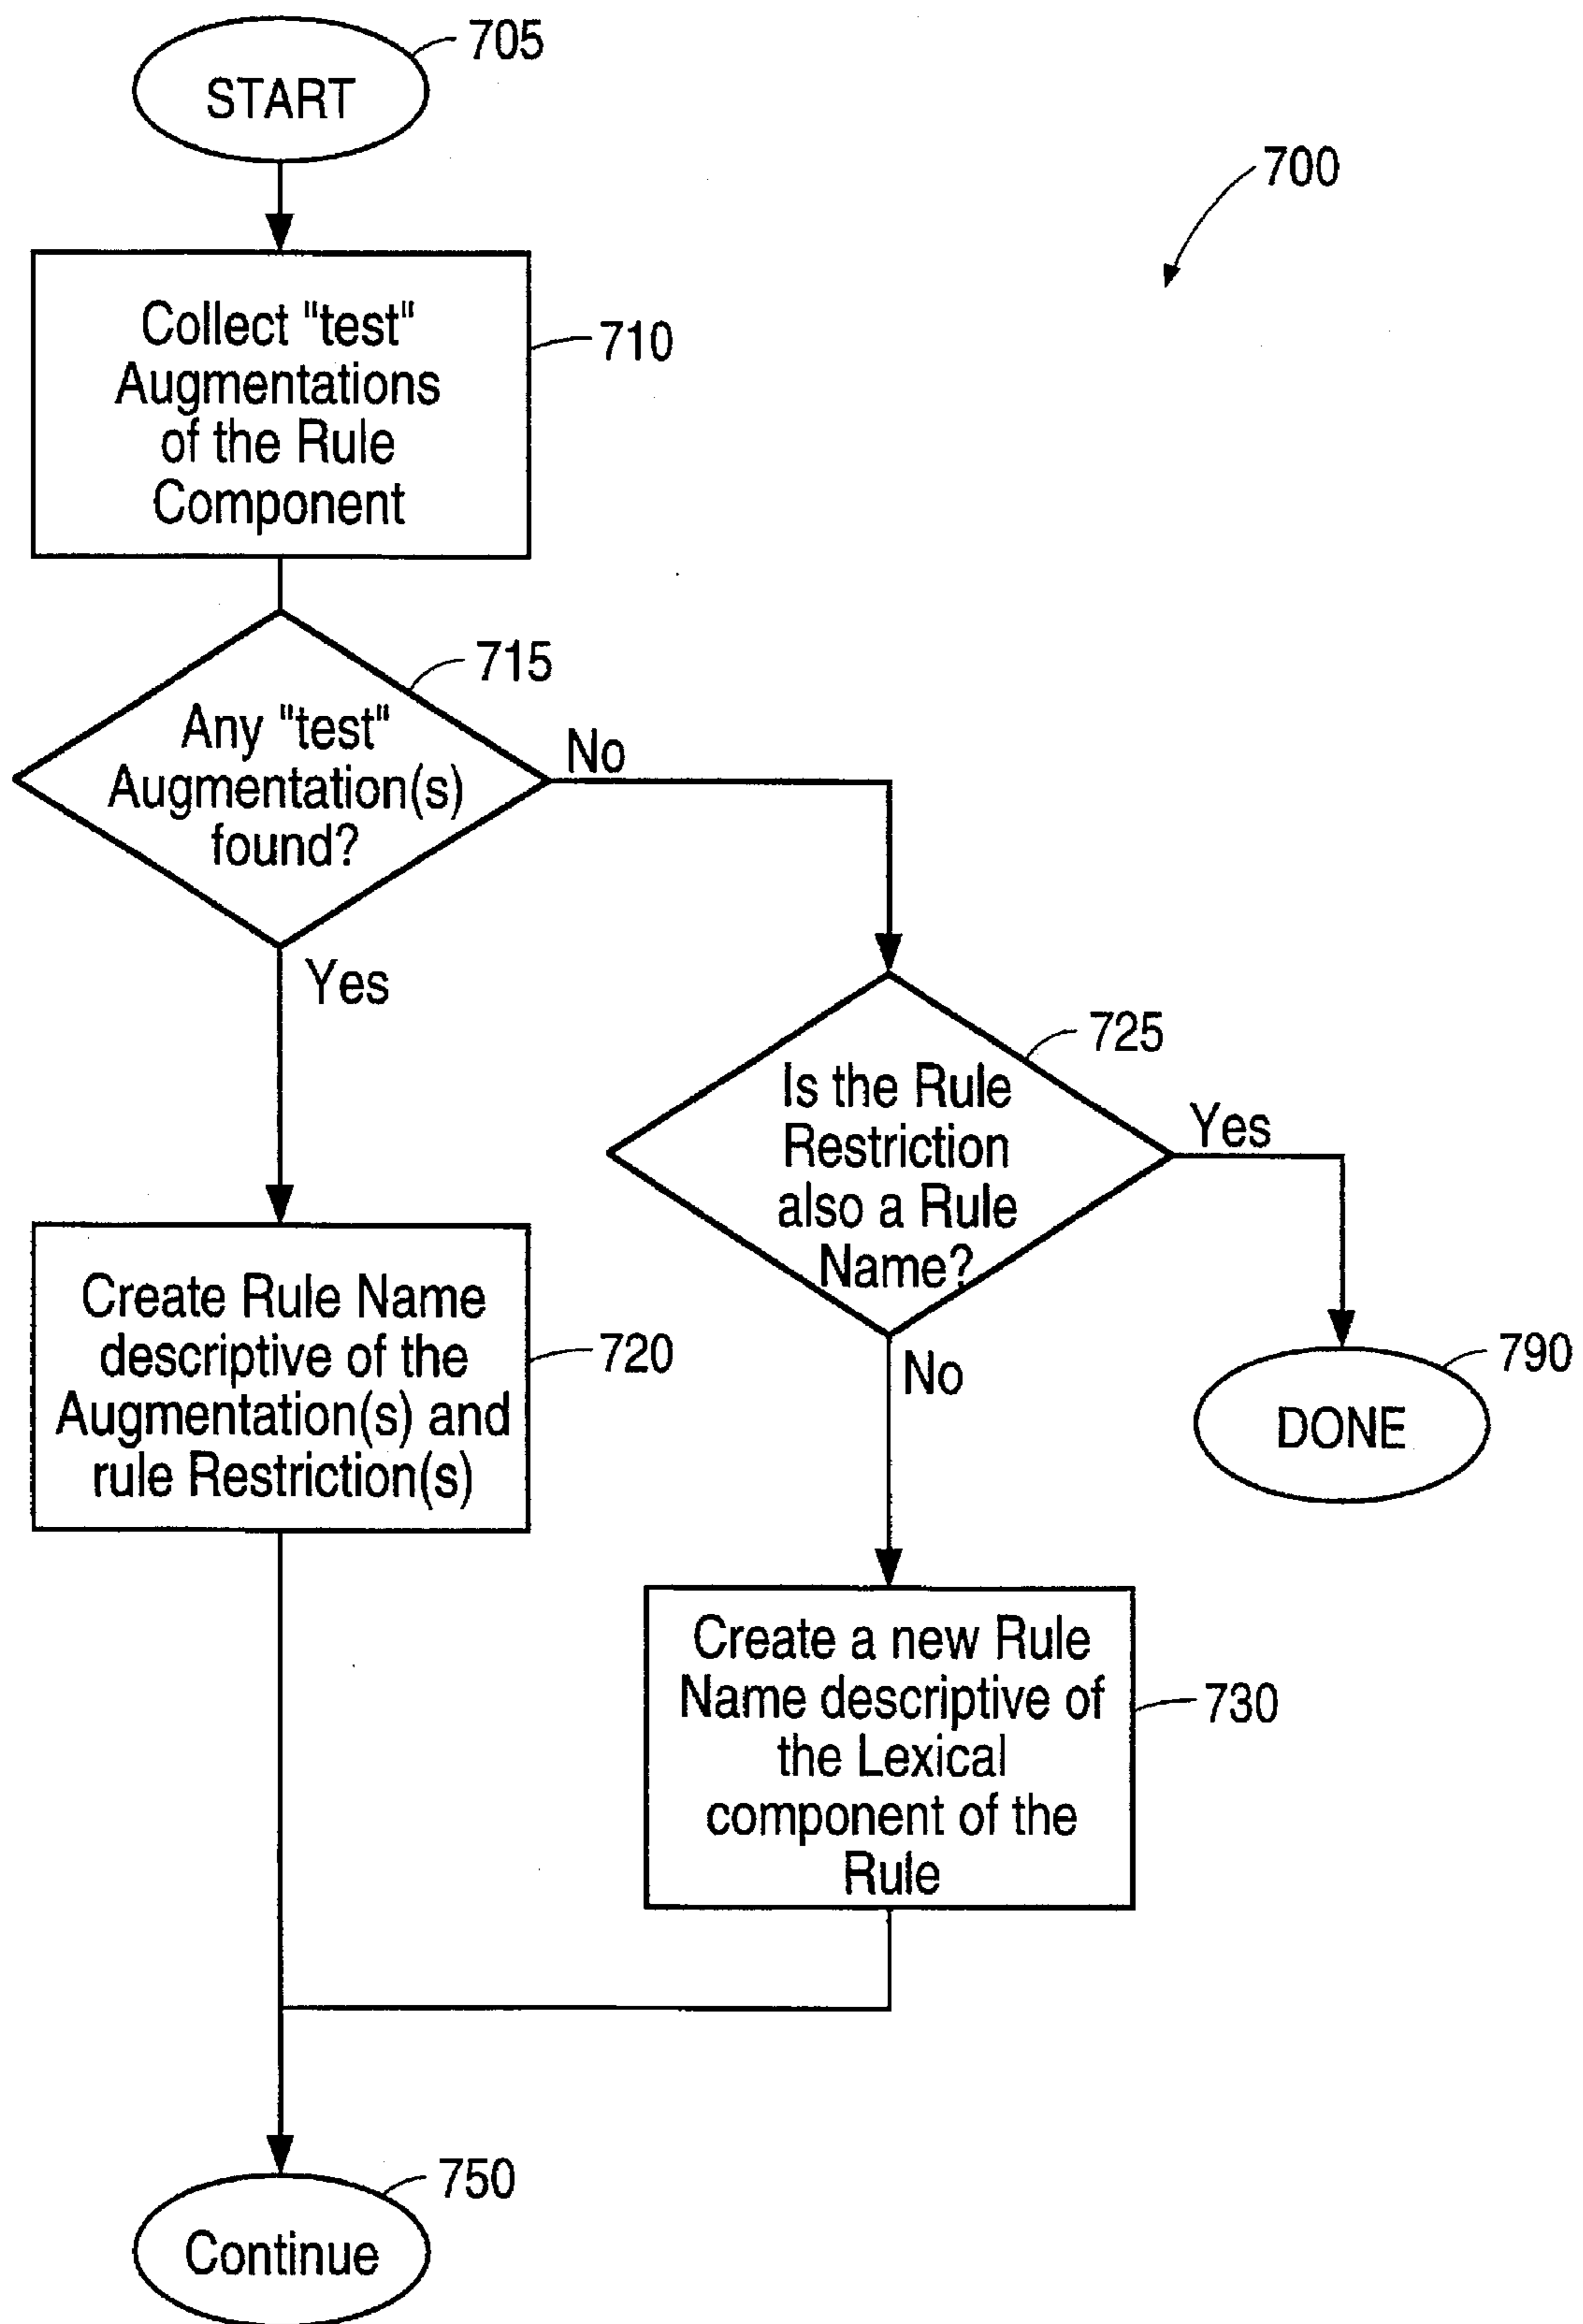 705
START
700
Collect "test"
Augmentations
of the Rule
Component
710
715
Any "test"
Augmentation(s)
found?
No
Yes
725
Is the Rule
Restriction
also a Rule
Name?
Yes
No
Create Rule Name
descriptive of the
Augmentation(s) and
rule Restriction(s)
720
790
DONE
Create a new Rule
Name descriptive of
the Lexical
component of the
Rule
730
750
Continue